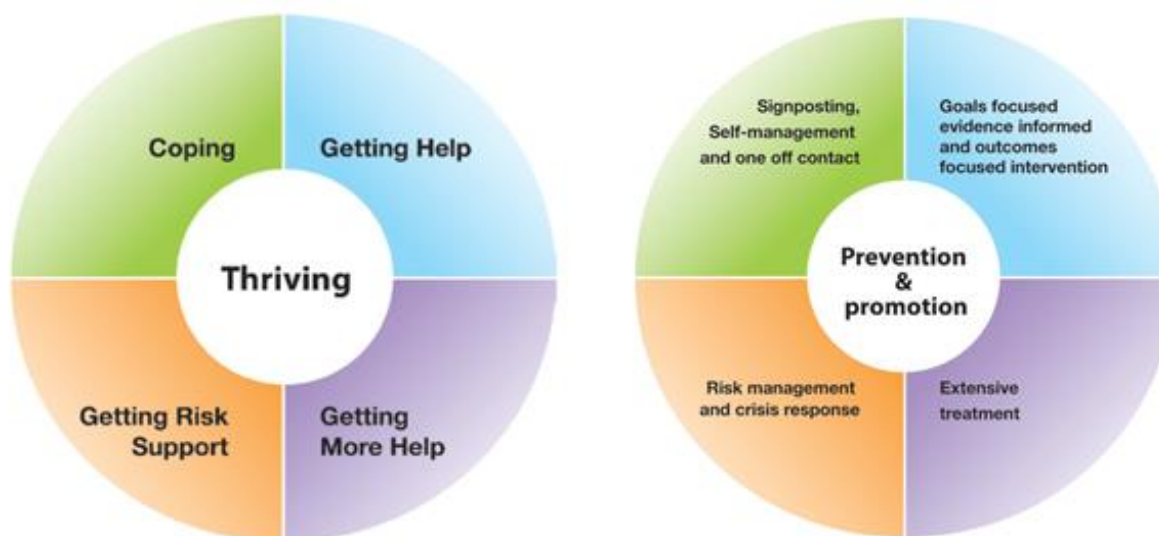 Coping
Getting Help
Thriving
Getting Risk
Support
Getting
More Help
Signposting,
Self-management
and one off contact
Goals focused
evidence informed
and outcomes
focused intervention
Prevention
&
promotion
Risk management
and crisis response
Extensive
treatment